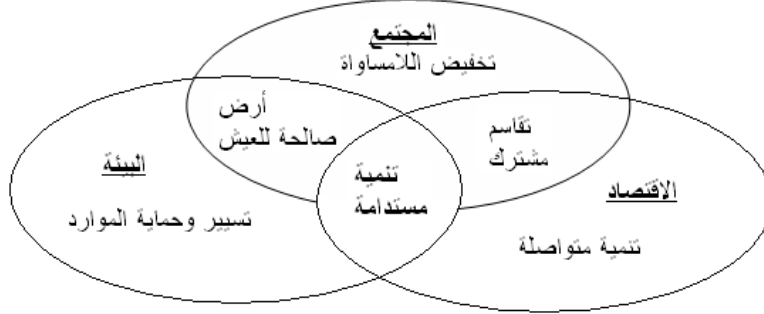 المجتمع
تخفيض اللامساواة
أرض
صالحة للعيش
تقاسم
مشترك
البيئة
تسيير وحماية الموارد
تنمية
مستدامة
الاقتصاد
تنمية متواصلة